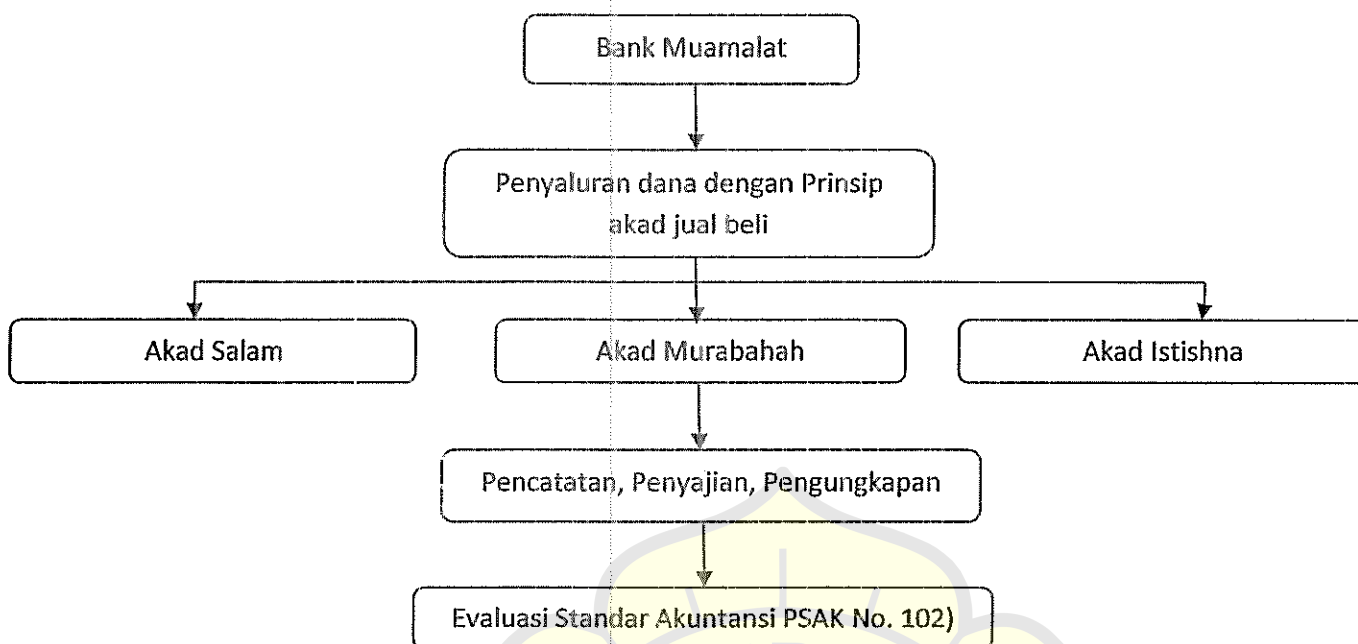 Bank Muamalat
Penyaluran dana dengan Prinsip
akad jual beli
Akad Salam
Akad Murabahah
Akad Istishna
Pencatatan, Penyajian, Pengungkapan
Evaluasi Standar Akuntansi PSAK No. 102)